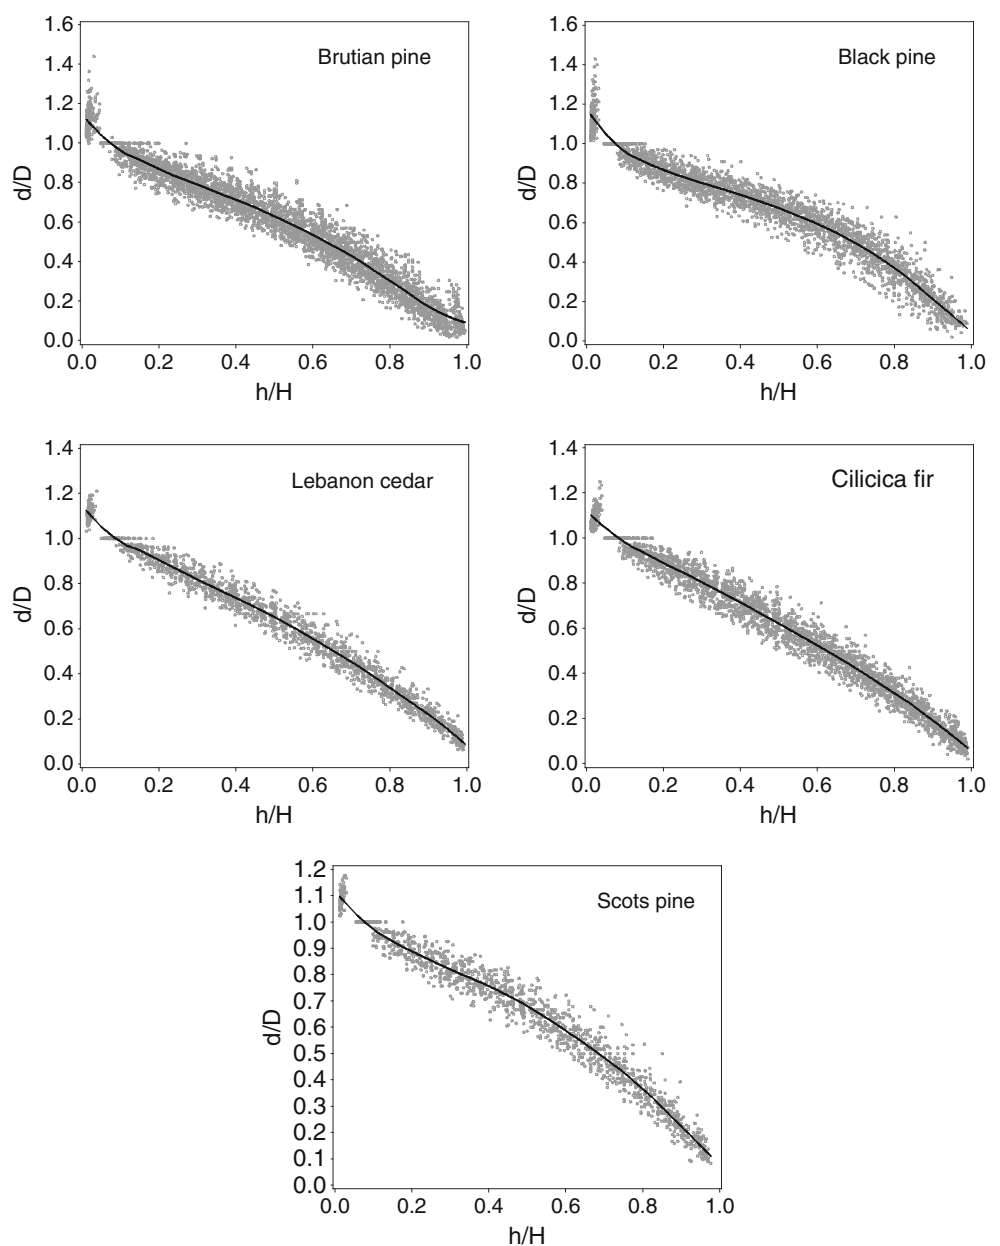 1.6
1.4
1.2
1.0
0.8
0.6
0.4
0.2
0.0
d/D
Brutian pine
0.0 0.2 0.4 0.6 0.8 1.0
h/H
1.6
1.4
1.2
1.0
0.8
0.6
0.4
0.2
0.0
d/D
Black pine
0.0 0.2 0.4 0.6 0.8 1.0
h/H
1.4
1.2
1.0
0.8
0.6
0.4
0.2
0.0
d/D
Lebanon cedar
0.0 0.2 0.4 0.6 0.8 1.0
h/H
1.4
1.2
1.0
0.8
0.6
0.4
0.2
0.0
d/D
Cilicica fir
0.0 0.2 0.4 0.6 0.8 1.0
h/H
1.2
1.1
1.0
0.9
0.8
0.7
0.6
0.5
0.4
0.3
0.2
0.1
0.0
d/D
Scots pine
0.0 0.2 0.4 0.6 0.8 1.0
h/H